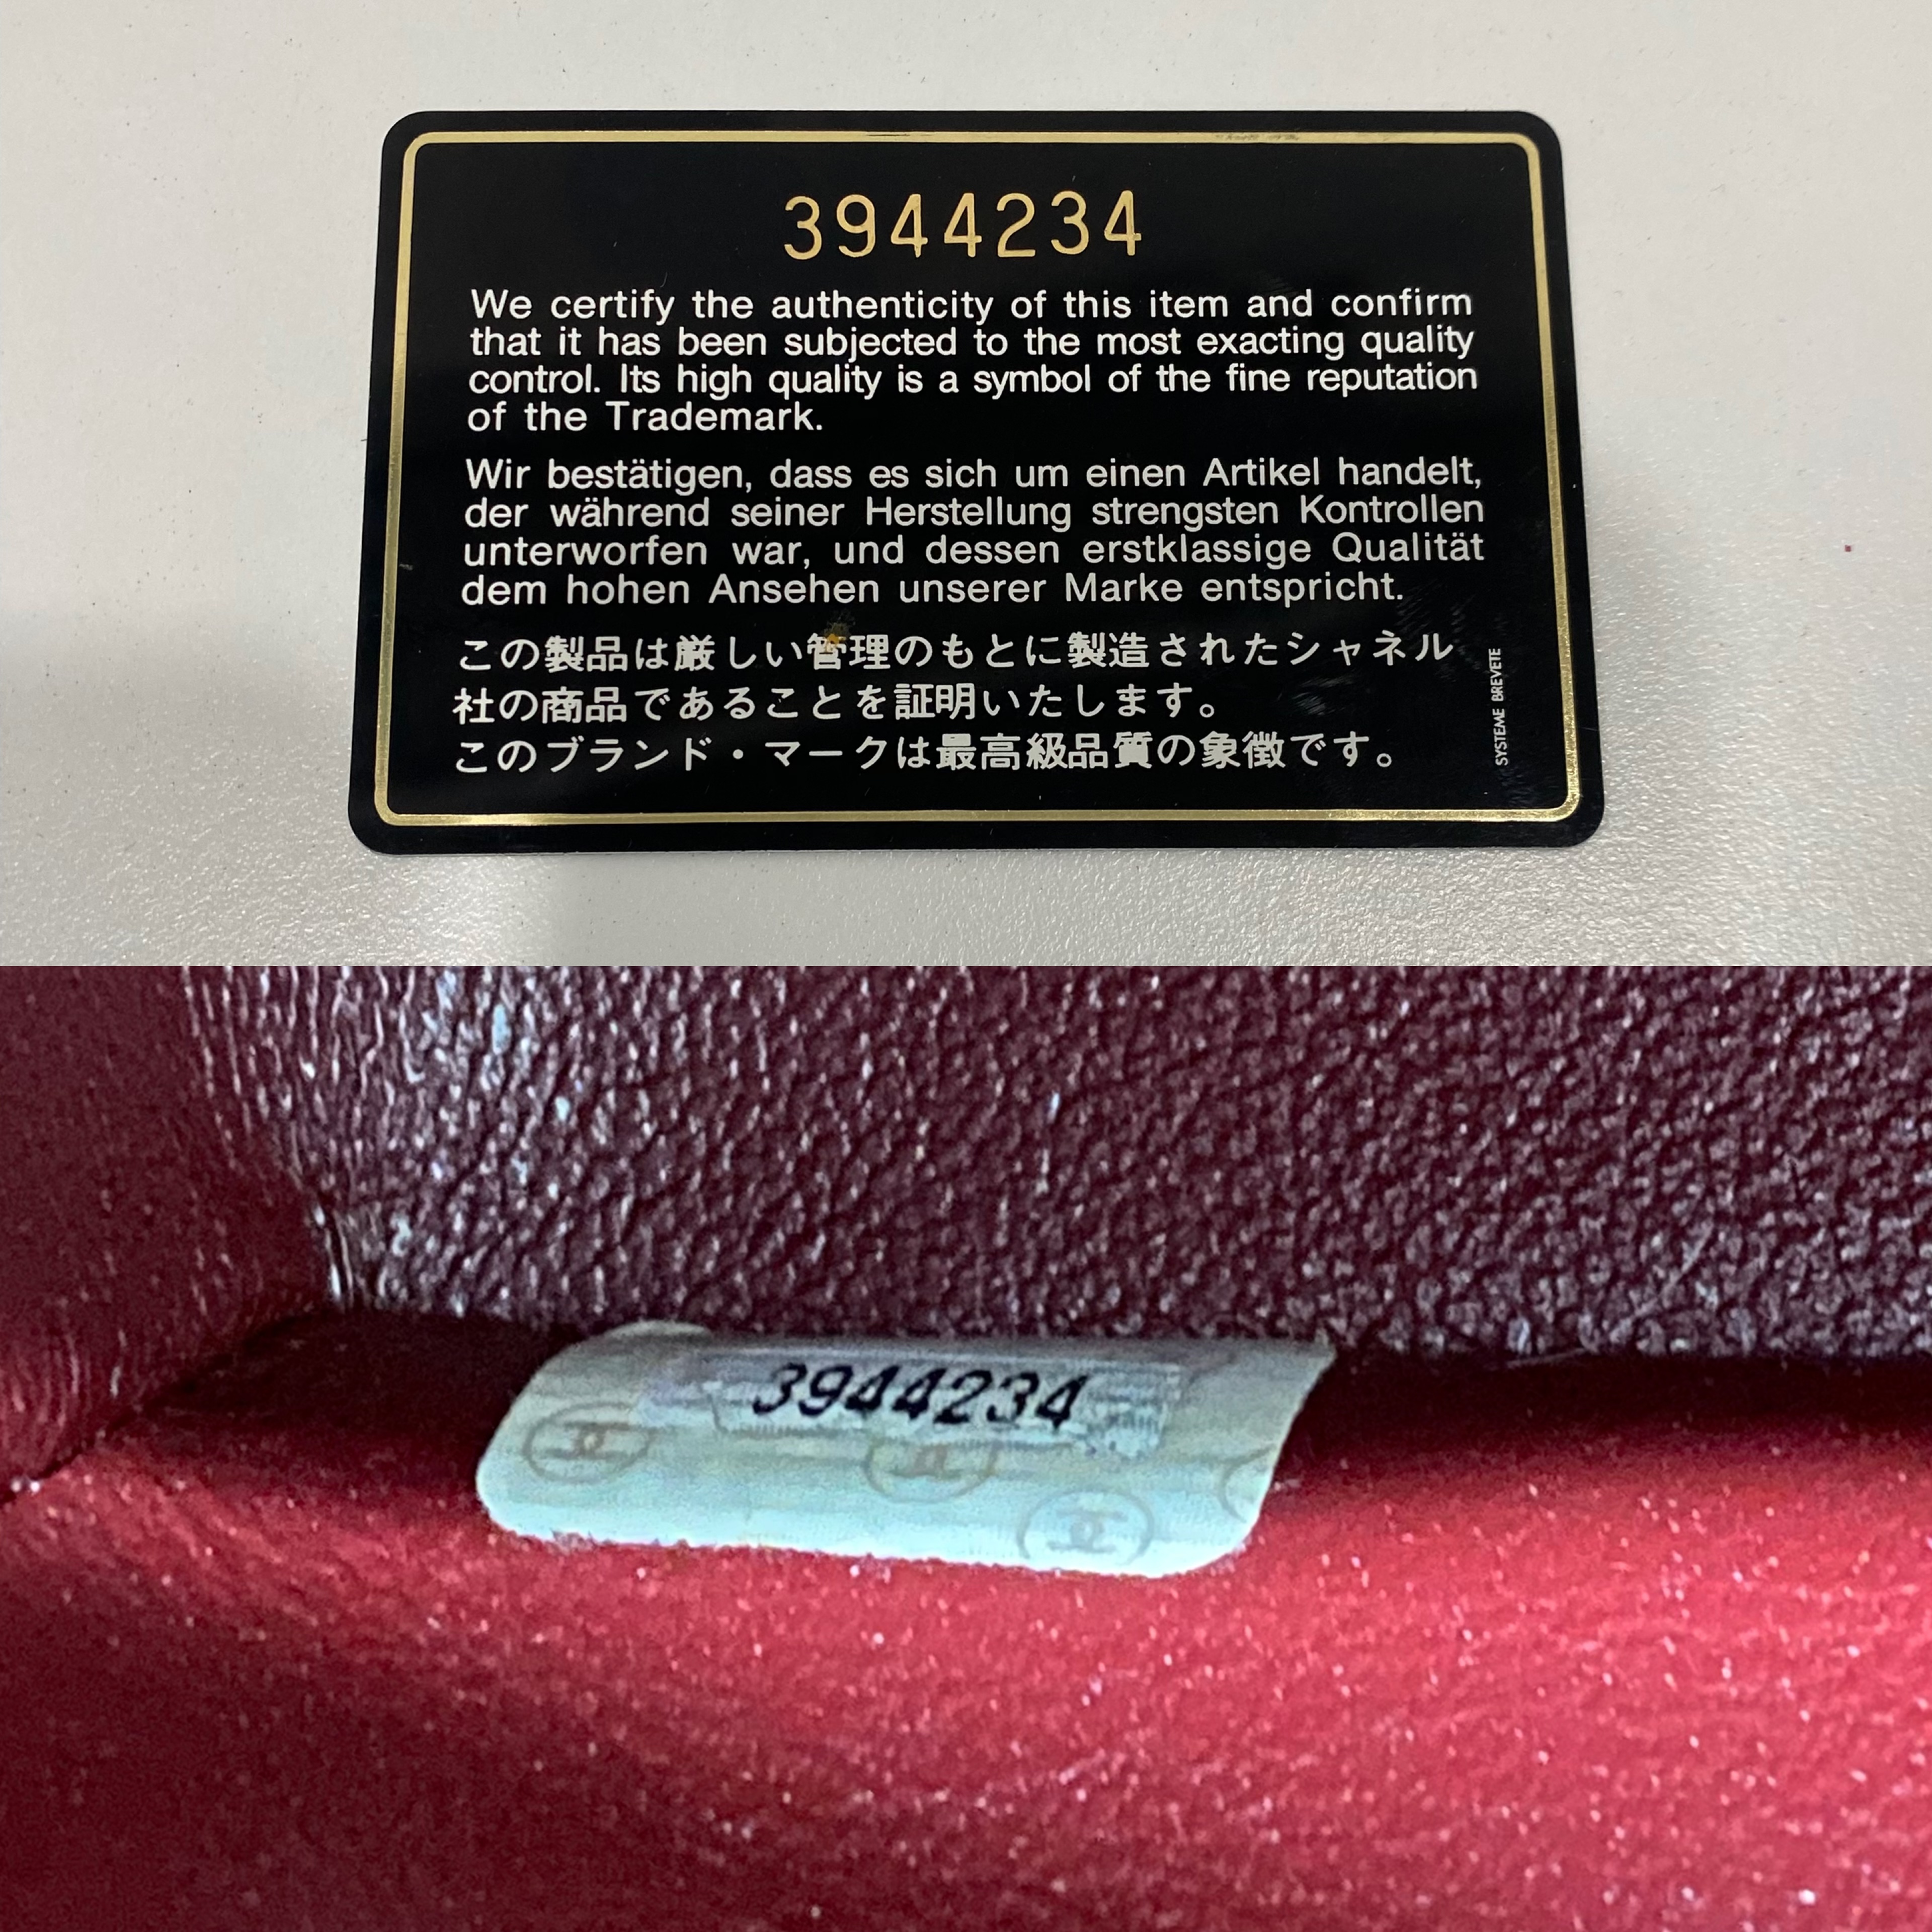 3944234
We certify the authenticity of this item and confirm
that it has been subjected to the most exacting quality
control. Its high quality is a symbol of the fine reputation
of the Trademark.
Wir bestätigen, dass es sich um einen Artikel handelt,
der während seiner Herstellung strengsten Kontrollen
unterworfen war, und dessen erstklassige Qualität
dem hohen Ansehen unserer Marke entspricht.
この製品は厳しい管理のもとに製造されたシャネル
社の商品であることを証明いたします。
このブランド・マークは最高級品質の象徴です。
SYSTEME BREVETE
3944234